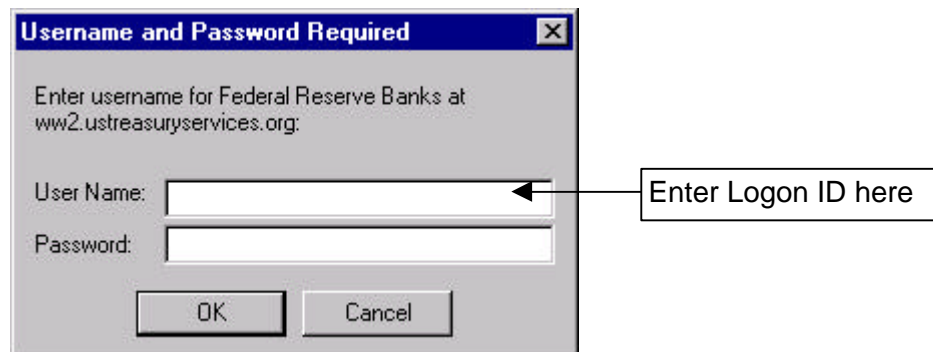 Username and Password Required
Enter username for Federal Reserve Banks at
ww2.ustreasuryservices.org:
User Name:
Enter Logon ID here
Password:
OK Cancel